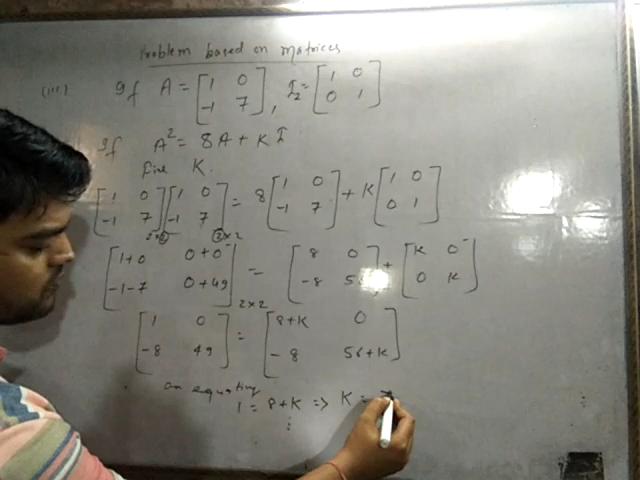 Problem based on matrices
(iii) If A = [1 0 -1 7], I2 = [1 0 0 1]
If A² = 8A + KI
Find K.
[1 0 -1 7] [1 0 -1 7] = 8 [1 0 -1 7] + K [1 0 0 1]
2×2 2×2
[1+0 0+0 -1-7 0+49] = [8 0 -8 56] + [K 0 0 K]
2×2
[1 0 -8 49] = [8+K 0 -8 56+K]
on equating
1 = 8+K ⇒ K =